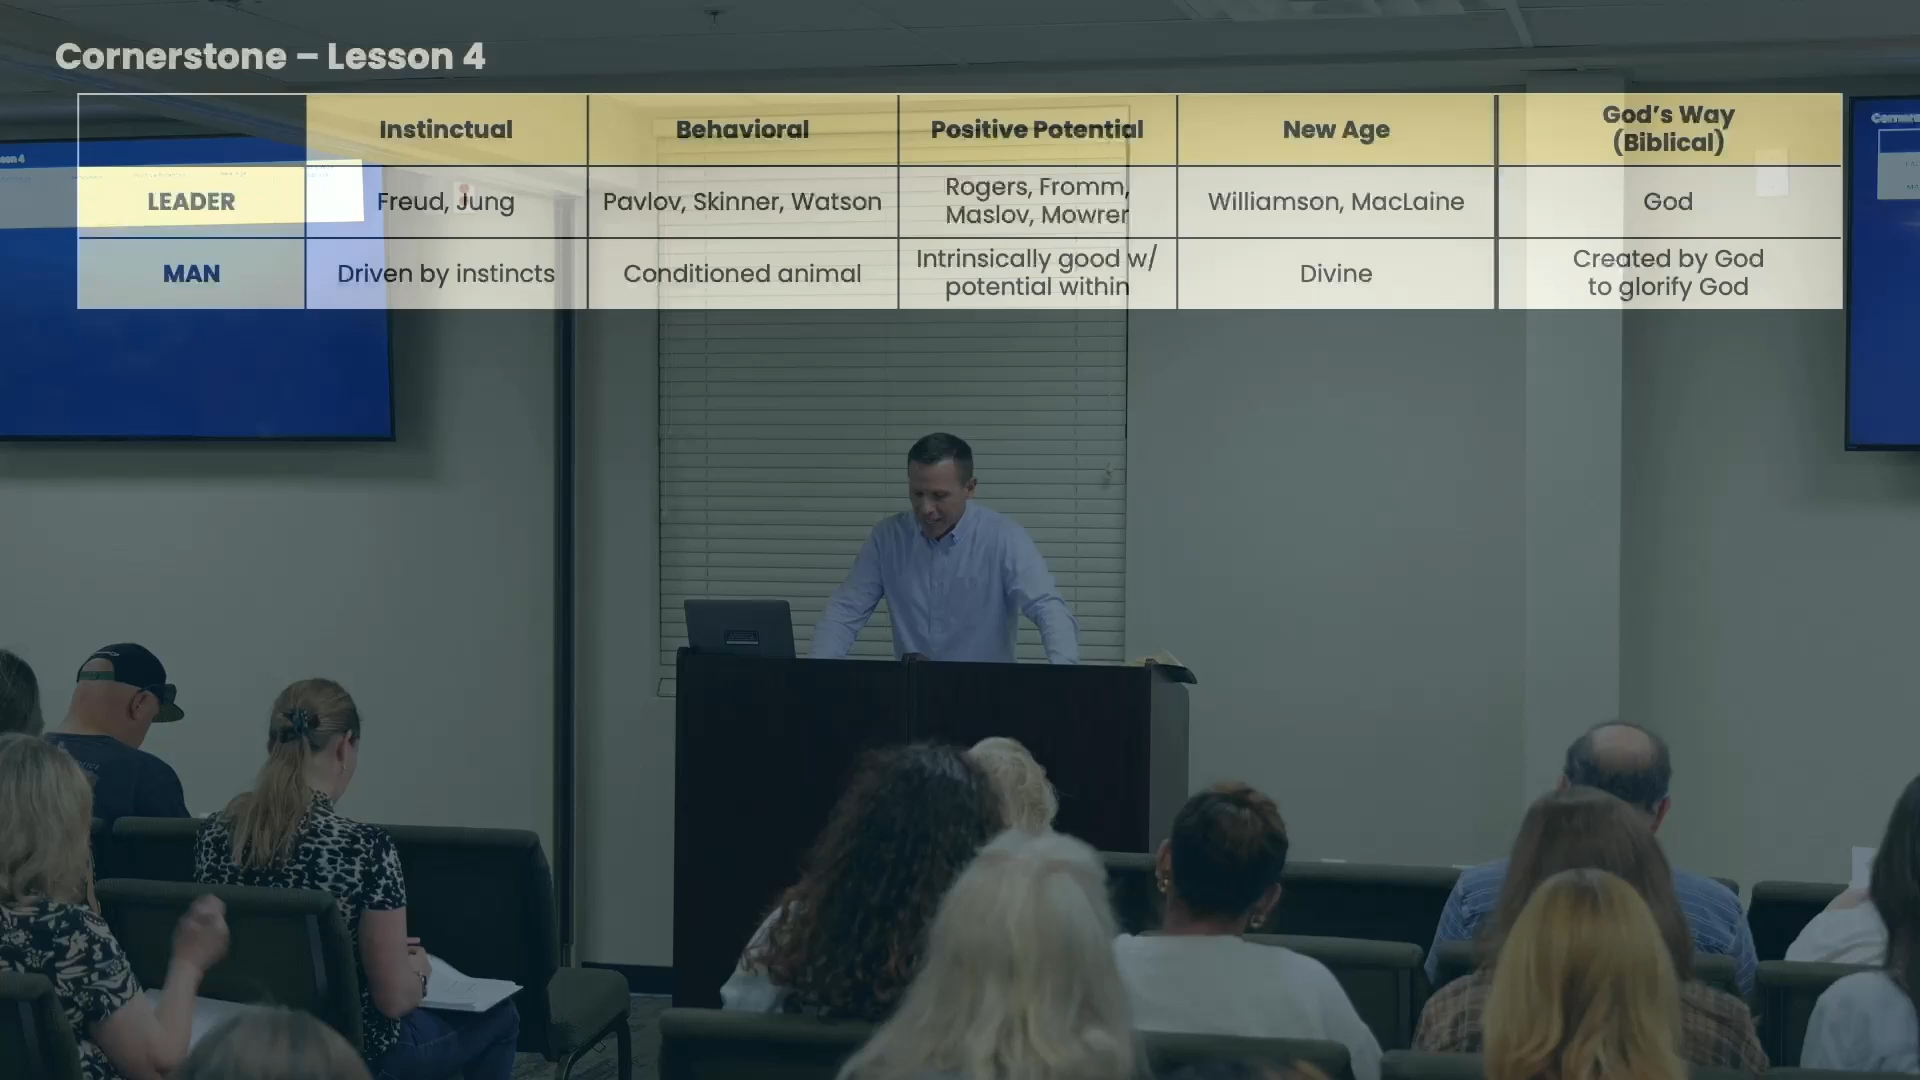 Cornerstone – Lesson 4
Instinctual Behavioral Positive Potential New Age God's Way
(Biblical)
LEADER Freud, Jung Pavlov, Skinner, Watson Rogers, Fromm,
Maslov, Mowrer Williamson, MacLaine God
MAN Driven by instincts Conditioned animal Intrinsically good w/
potential within Divine Created by God
to glorify God